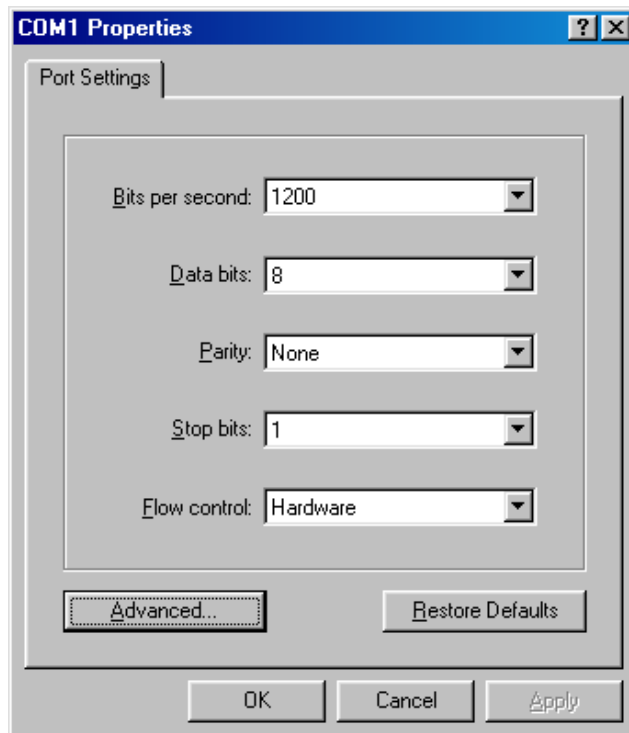 COM1 Properties
Port Settings
Bits per second: 1200
Data bits: 8
Parity: None
Stop bits: 1
Flow control: Hardware
Advanced... Restore Defaults
OK Cancel Apply